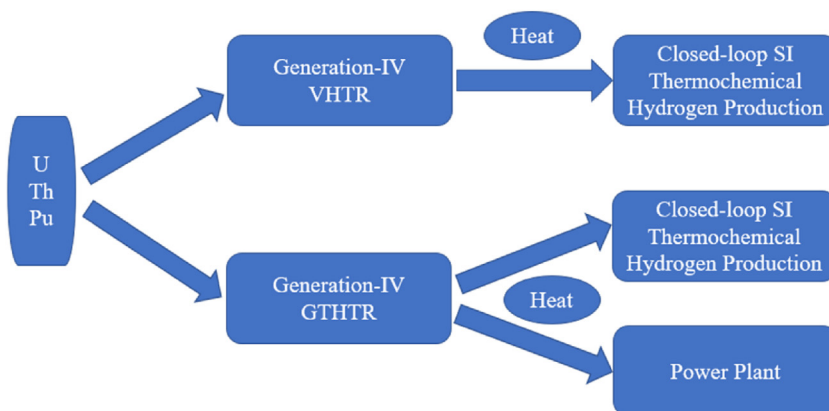 U
Th
Pu
Generation-IV
VHTR
Heat
Closed-loop SI
Thermochemical
Hydrogen Production
Generation-IV
GTHTR
Heat
Closed-loop SI
Thermochemical
Hydrogen Production
Power Plant